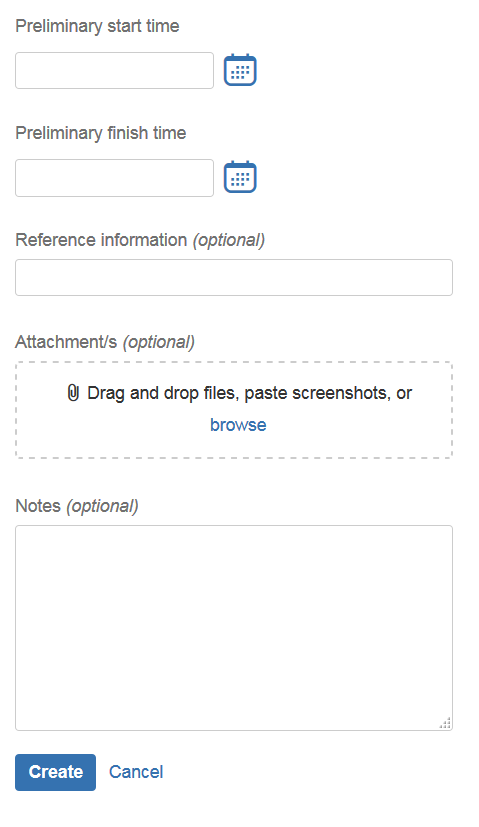 Preliminary start time
Preliminary finish time
Reference information (optional)
Attachment/s (optional)
Drag and drop files, paste screenshots, or
browse
Notes (optional)
Create Cancel